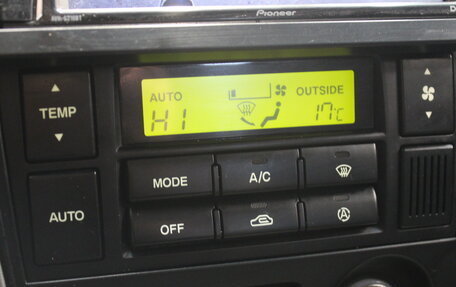 Pioneer
TEMP
AUTO
AUTO
HI
OUTSIDE
17°C
MODE
A/C
OFF
A